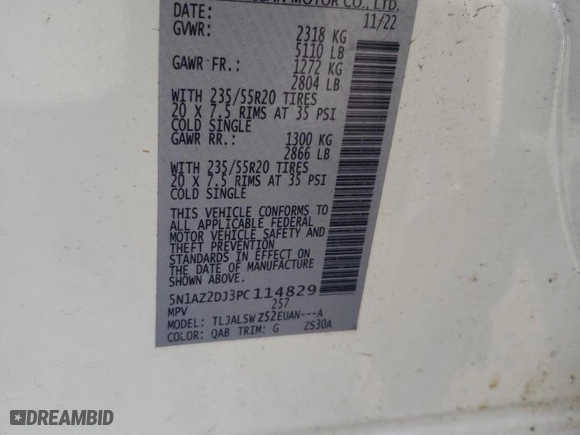 MOTOR CO., LTD.
DATE: 11/22
GVWR: 2318 KG
5110 LB
GAWR FR.: 1272 KG
2804 LB
WITH 235/55R20 TIRES
20 X 7.5 RIMS AT 35 PSI
COLD SINGLE
GAWR RR.: 1300 KG
2866 LB
WITH 235/55R20 TIRES
20 X 7.5 RIMS AT 35 PSI
COLD SINGLE
THIS VEHICLE CONFORMS TO
ALL APPLICABLE FEDERAL
MOTOR VEHICLE SAFETY AND
THEFT PREVENTION
STANDARDS IN EFFECT ON
THE DATE OF MANUFACTURE
SHOWN ABOVE.
5N1AZ2DJ3PC114829
MPV 257
MODEL: TLJALSWZ52EUAN---A
COLOR: QAB TRIM: G 2S30A
DREAMBID